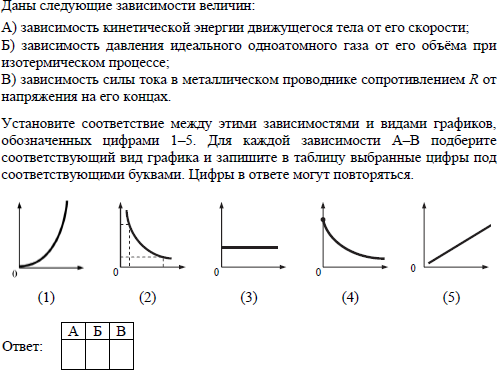 Даны следующие зависимости величин:
А) зависимость кинетической энергии движущегося тела от его скорости;
Б) зависимость давления идеального одноатомного газа от его объёма при
изотермическом процессе;
В) зависимость силы тока в металлическом проводнике сопротивлением R от
напряжения на его концах.
Установите соответствие между этими зависимостями и видами графиков,
обозначенных цифрами 1–5. Для каждой зависимости А–В подберите
соответствующий вид графика и запишите в таблицу выбранные цифры под
соответствующими буквами. Цифры в ответе могут повторяться.
0 0 0 0 0
(1) (2) (3) (4) (5)
А Б В
Ответ: